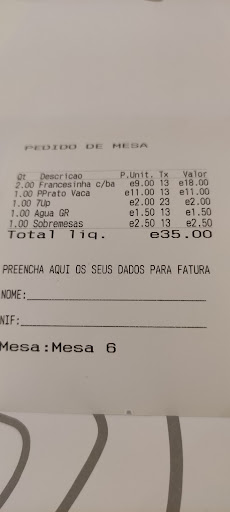 PEDIDO DE MESA
Qt Descricao P.Unit. Tx Valor
2.00 Francesinha c/ba e9.00 13 e18.00
1.00 PPrato Vaca e11.00 13 e11.00
1.00 7Up e2.00 23 e2.00
1.00 Agua GR e1.50 13 e1.50
1.00 Sobremesas e2.50 13 e2.50
Total liq. e35.00
PREENCHA AQUI OS SEUS DADOS PARA FATURA
NOME:
NIF:
Mesa:Mesa 6